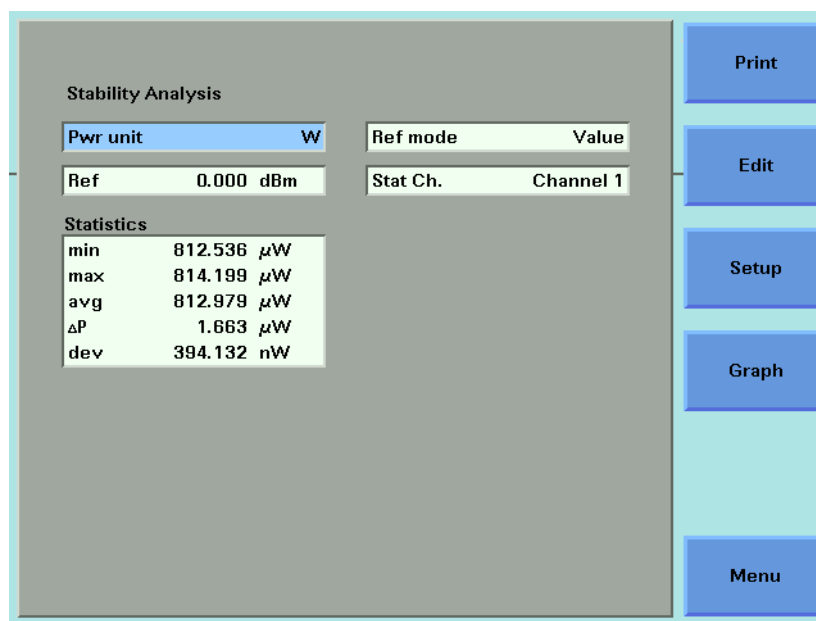 Stability Analysis
Pwr unit W
Ref mode Value
Ref 0.000 dBm
Stat Ch. Channel 1
Statistics
min 812.536 μW
max 814.199 μW
avg 812.979 μW
▵P 1.663 μW
dev 394.132 nW
Print
Edit
Setup
Graph
Menu